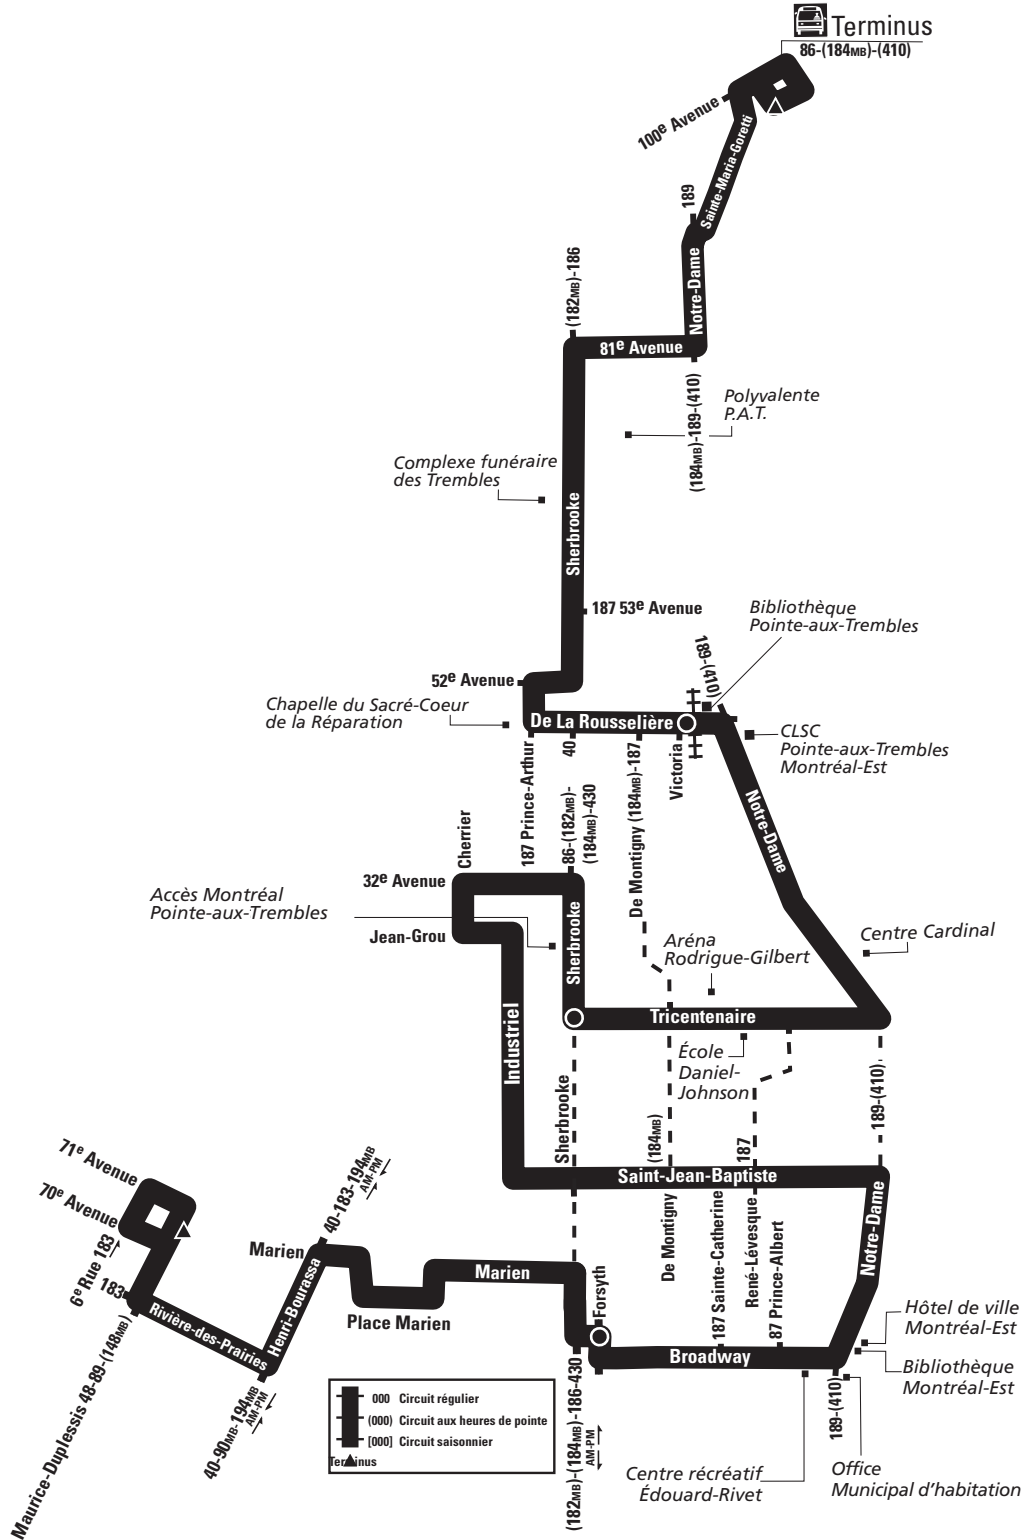 Terminus
86-(184MB)-(410)
100e Avenue
Sainte-Maria-Goretti
189
Notre-Dame
(182MB)-186
81e Avenue
(184MB)-189-(410)
Polyvalente
P.A.T.
Complexe funéraire
des Trembles
Sherbrooke
187 53e Avenue
Bibliothèque
Pointe-aux-Trembles
189-(410)
52e Avenue
Chapelle du Sacré-Coeur
de la Réparation
De La Rousselière
CLSC
Pointe-aux-Trembles
Montréal-Est
187 Prince-Arthur
40
De Montigny (184MB)-187
Victoria
Notre-Dame
86-(182MB)-
(184MB)-430
Cherrier
32e Avenue
Accès Montréal
Pointe-aux-Trembles
Jean-Grou
Sherbrooke
Aréna
Rodrigue-Gilbert
Centre Cardinal
Industriel
Tricentenaire
École
Daniel-
Johnson
Sherbrooke
(184MB)
187
189-(410)
Saint-Jean-Baptiste
71e Avenue
70e Avenue
6e Rue 183
183
40-183-194MB
AM-PM
Marien
Henri-Bourassa
Rivière-des-Prairies
Place Marien
Marien
Forsyth
De Montigny
187 Sainte-Catherine
René-Lévesque
87 Prince-Albert
Notre-Dame
Hôtel de ville
Montréal-Est
Bibliothèque
Montréal-Est
Broadway
Maurice-Duplessis 48-89-(148MB)
40-90MB-194MB
AM-PM
000 Circuit régulier
(000) Circuit aux heures de pointe
[000] Circuit saisonnier
Terminus
(182MB)-(184MB)-186-430
AM-PM
189-(410)
Centre récréatif
Édouard-Rivet
Office
Municipal d'habitation